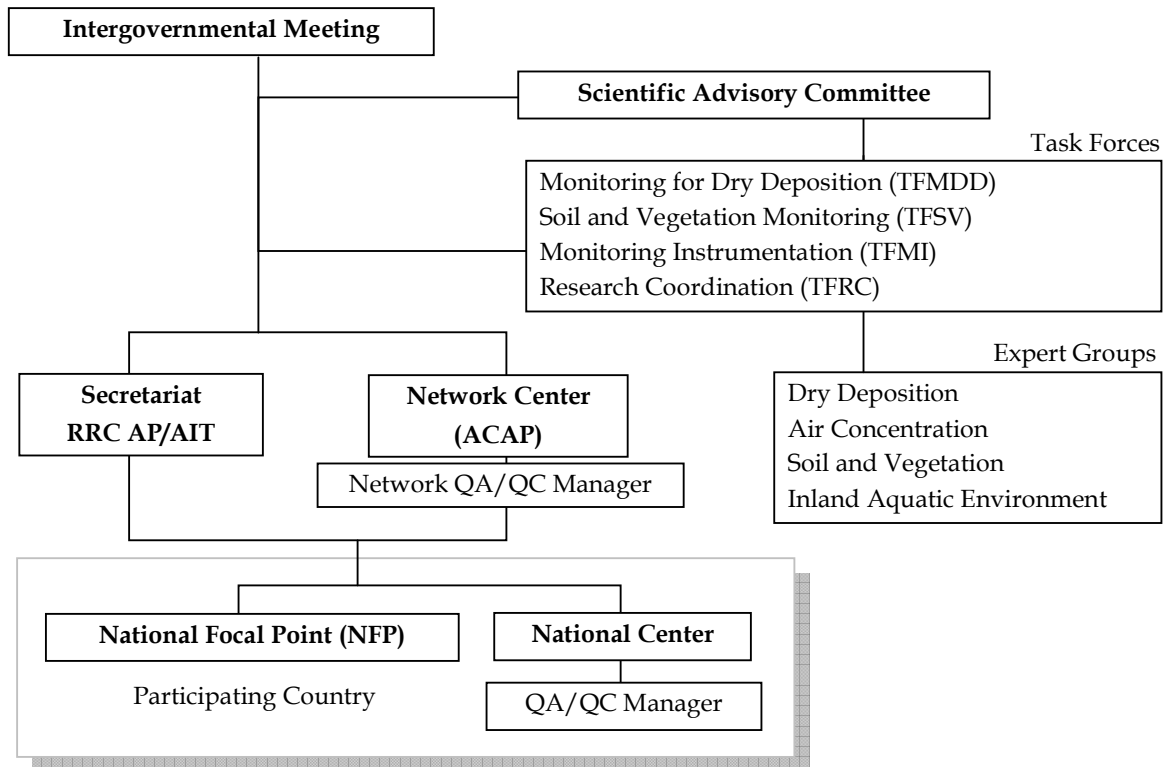 Intergovernmental Meeting
Scientific Advisory Committee
Task Forces
Monitoring for Dry Deposition (TFMDD)
Soil and Vegetation Monitoring (TFSV)
Monitoring Instrumentation (TFMI)
Research Coordination (TFRC)
Expert Groups
Dry Deposition
Air Concentration
Soil and Vegetation
Inland Aquatic Environment
Secretariat
RRC AP/AIT
Network Center
(ACAP)
Network QA/QC Manager
National Focal Point (NFP)
National Center
Participating Country
QA/QC Manager